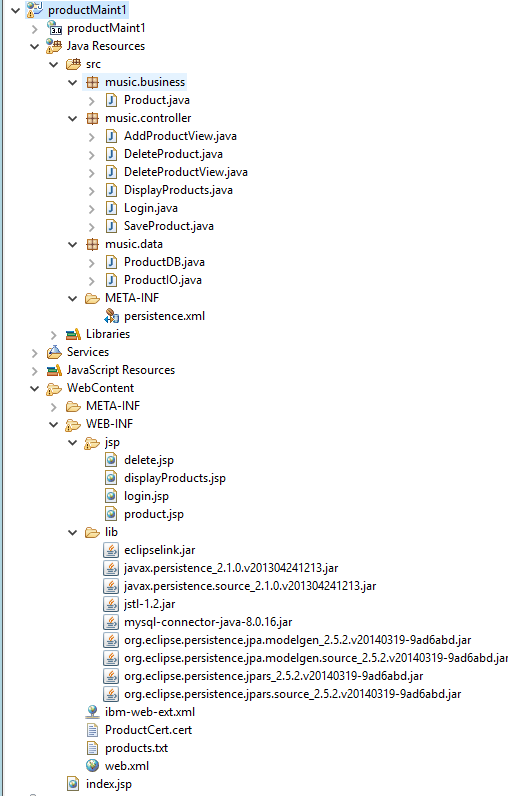 productMaint1
3.0 productMaint1
Java Resources
src
music.business
J Product.java
music.controller
J AddProductView.java
J DeleteProduct.java
J DeleteProductView.java
J DisplayProducts.java
J Login.java
J SaveProduct.java
music.data
J ProductDB.java
J ProductIO.java
META-INF
persistence.xml
Libraries
Services
JavaScript Resources
WebContent
META-INF
WEB-INF
jsp
delete.jsp
displayProducts.jsp
login.jsp
product.jsp
lib
eclipselink.jar
javax.persistence_2.1.0.v201304241213.jar
javax.persistence.source_2.1.0.v201304241213.jar
jstl-1.2.jar
mysql-connector-java-8.0.16.jar
org.eclipse.persistence.jpa.modelgen_2.5.2.v20140319-9ad6abd.jar
org.eclipse.persistence.jpa.modelgen.source_2.5.2.v20140319-9ad6abd.jar
org.eclipse.persistence.jpars_2.5.2.v20140319-9ad6abd.jar
org.eclipse.persistence.jpars.source_2.5.2.v20140319-9ad6abd.jar
ibm-web-ext.xml
ProductCert.cert
products.txt
web.xml
index.jsp